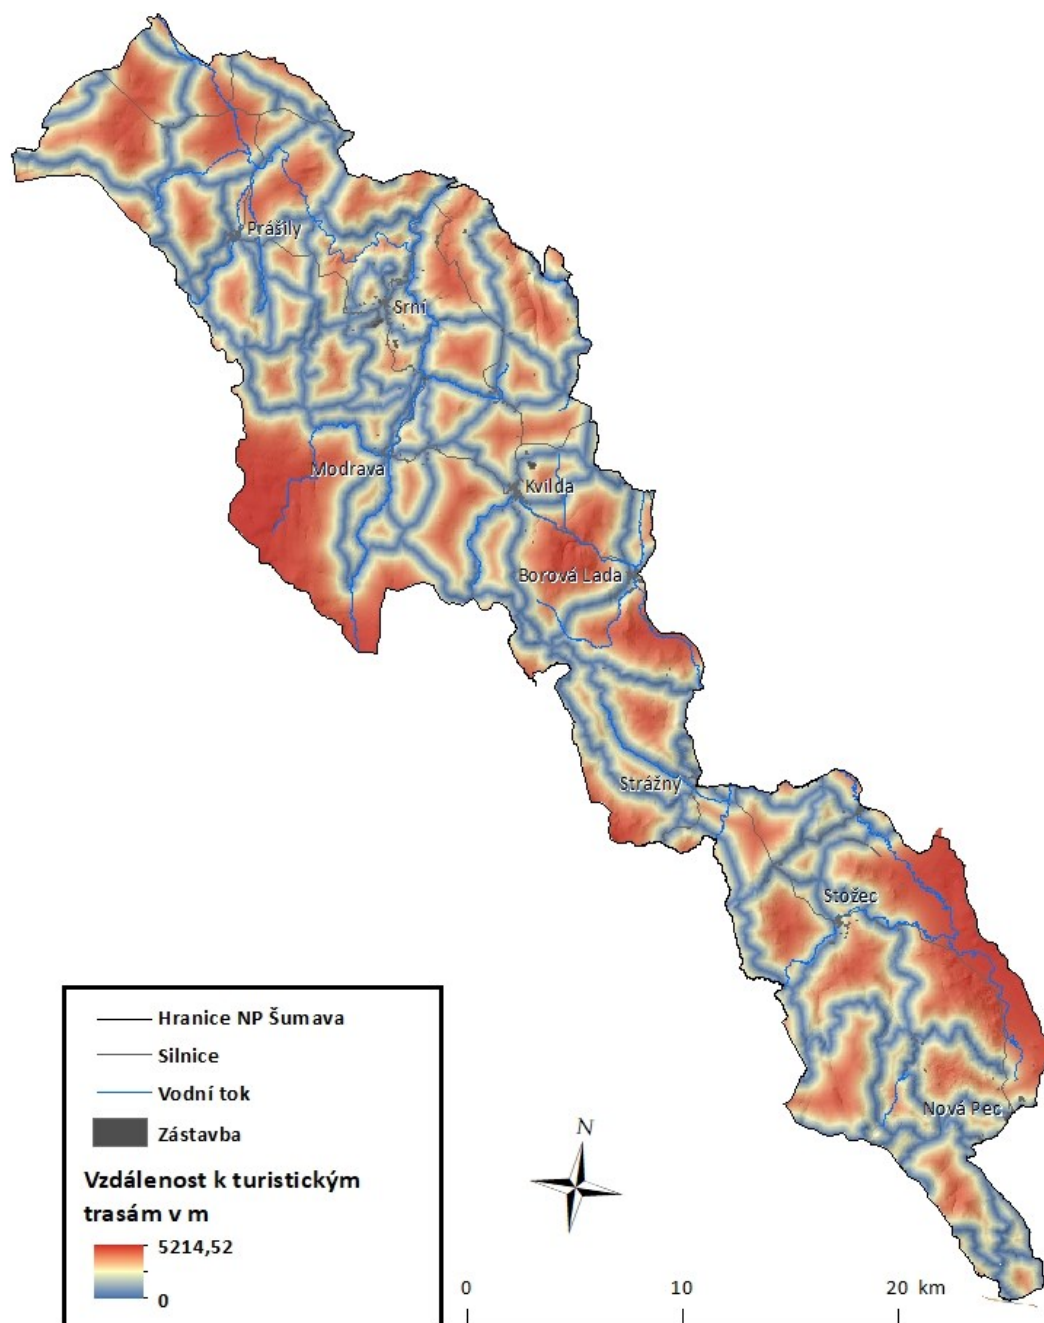 Prášily
Srní
Modrava
Kvilda
Borová Lada
Strážný
Stožec
Nová Pec
Hranice NP Šumava
Silnice
Vodní tok
Zástavba
Vzdálenost k turistickým
trasám v m
5214,52
0
N
0 10 20 km